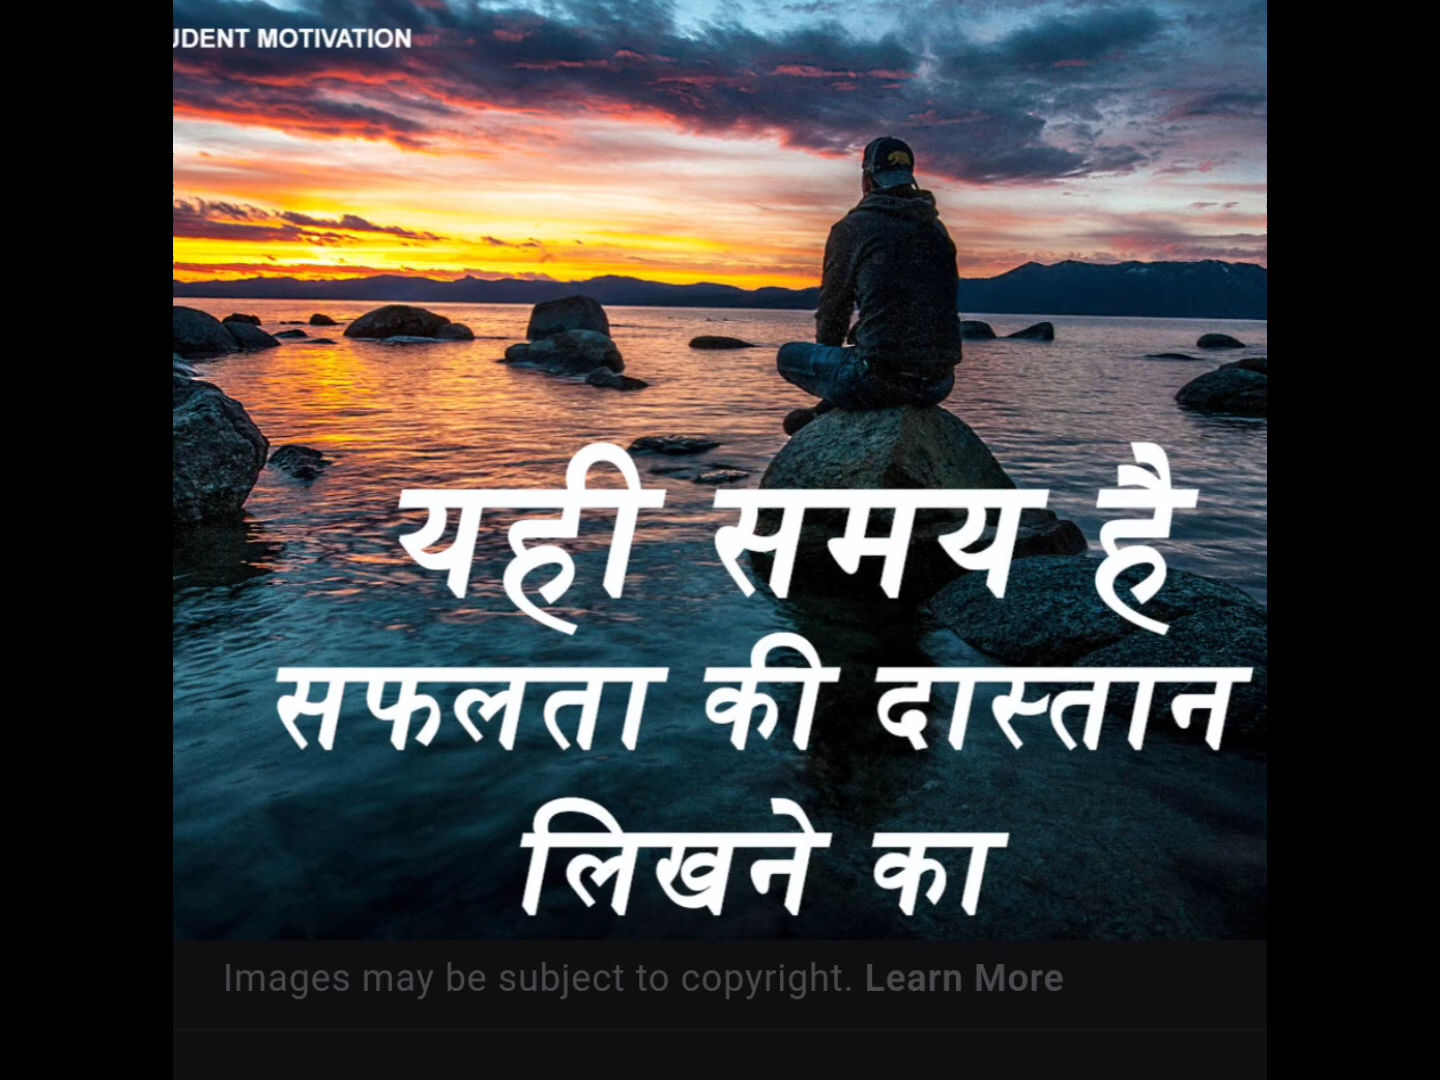 UDENT MOTIVATION
यही समय है
सफलता की दास्तान
लिखने का
Images may be subject to copyright. Learn More